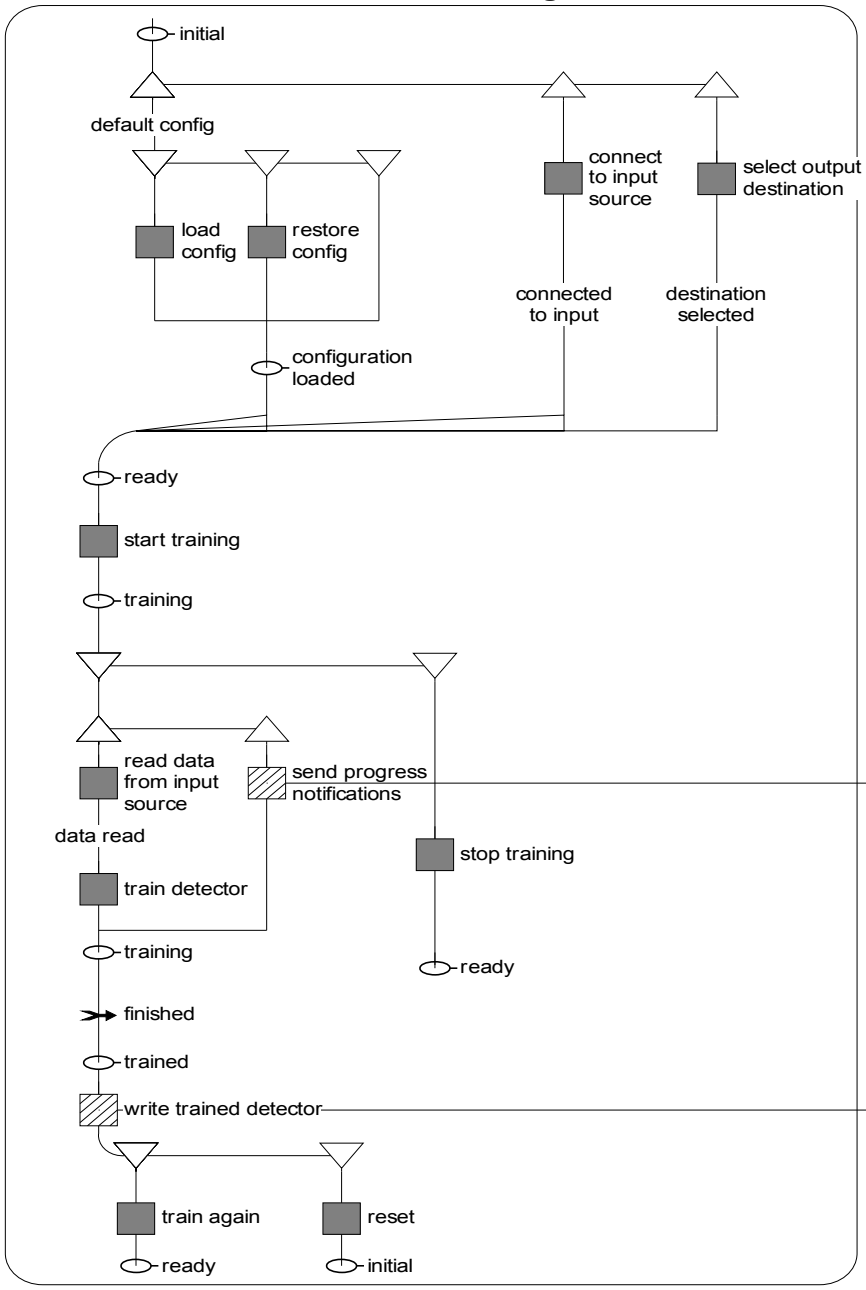 initial
default config
connect
to input
source
select output
destination
load
config
restore
config
connected
to input
destination
selected
configuration
loaded
ready
start training
training
read data
from input
source
send progress
notifications
data read
stop training
train detector
training
ready
finished
trained
write trained detector
train again
reset
ready
initial